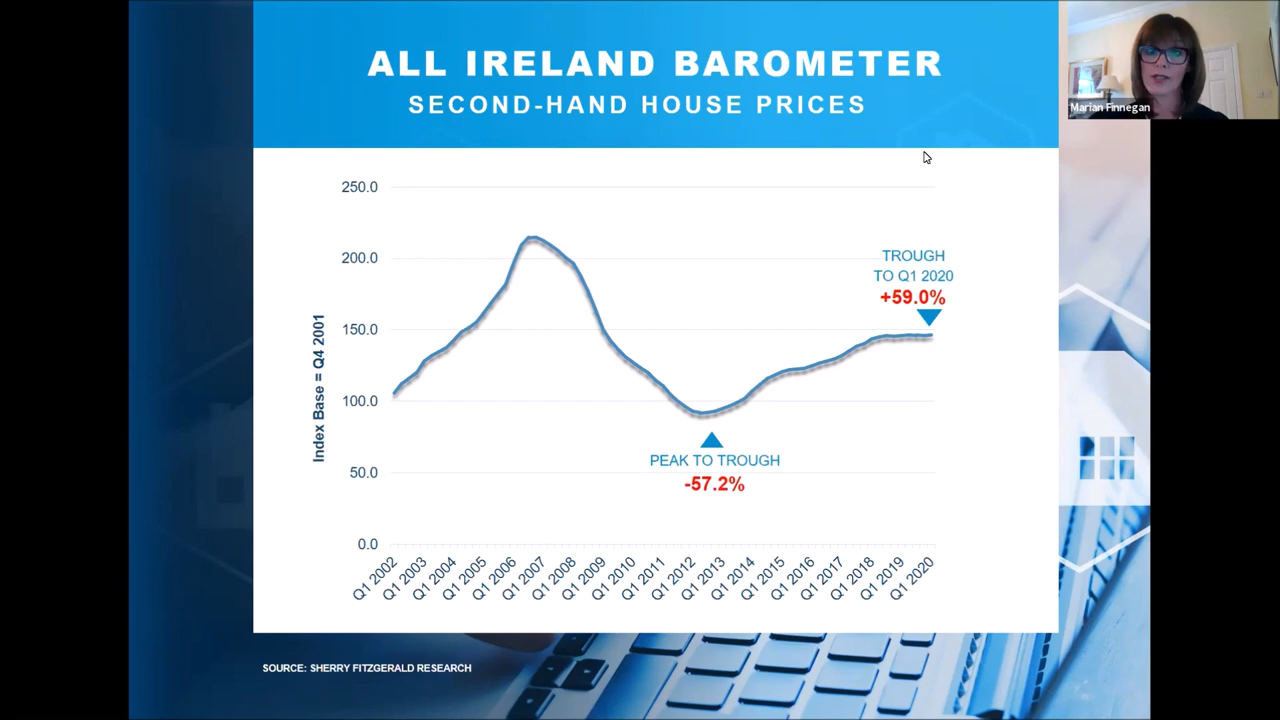 ALL IRELAND BAROMETER
SECOND-HAND HOUSE PRICES
Marian Finnegan
250.0
200.0
150.0
100.0
50.0
0.0
Index Base = Q4 2001
TROUGH
TO Q1 2020
+59.0%
PEAK TO TROUGH
-57.2%
Q1 2002
Q1 2003
Q1 2004
Q1 2005
Q1 2006
Q1 2007
Q1 2008
Q1 2009
Q1 2010
Q1 2011
Q1 2012
Q1 2013
Q1 2014
Q1 2015
Q1 2016
Q1 2017
Q1 2018
Q1 2019
Q1 2020
SOURCE: SHERRY FITZGERALD RESEARCH